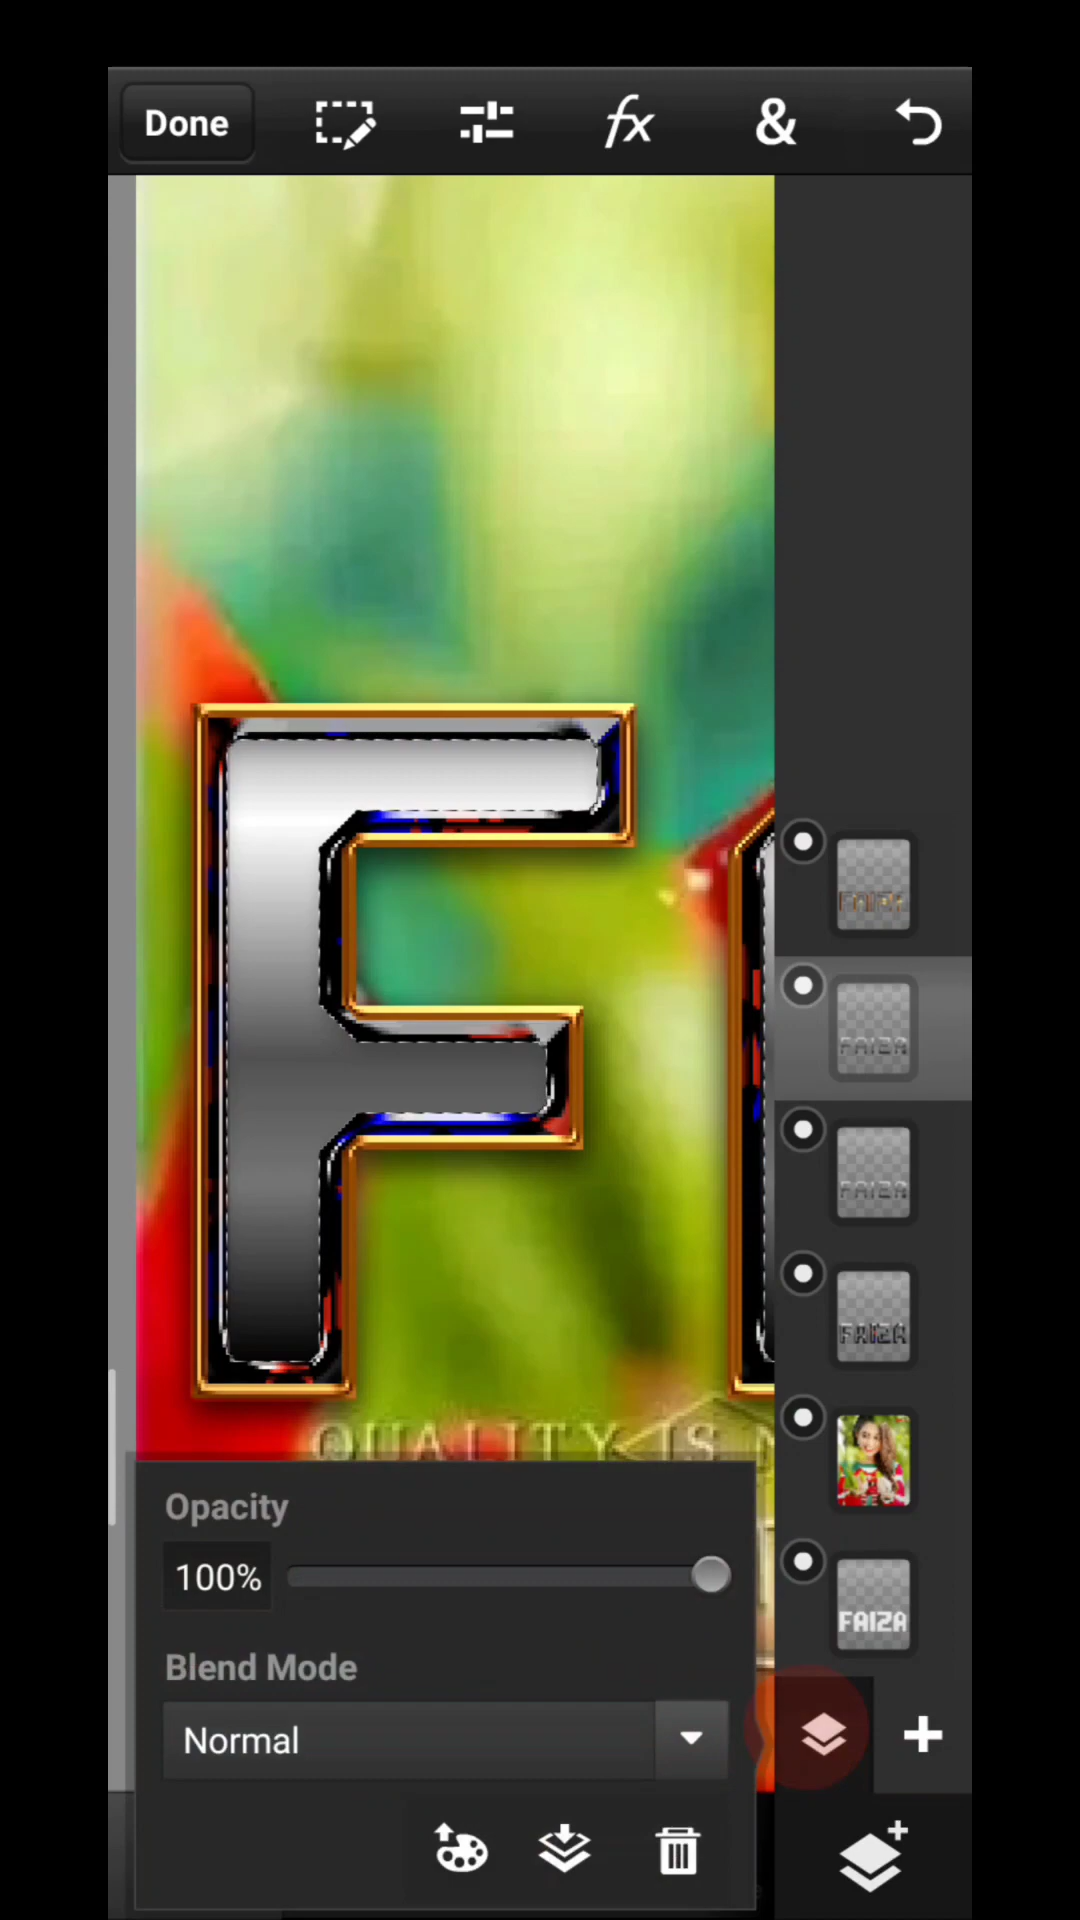 Done
fx
&
F
FAIZA
FAIZA
FAIZA
FAIZA
FAIZA
QUALITY IS
Opacity
100%
Blend Mode
Normal